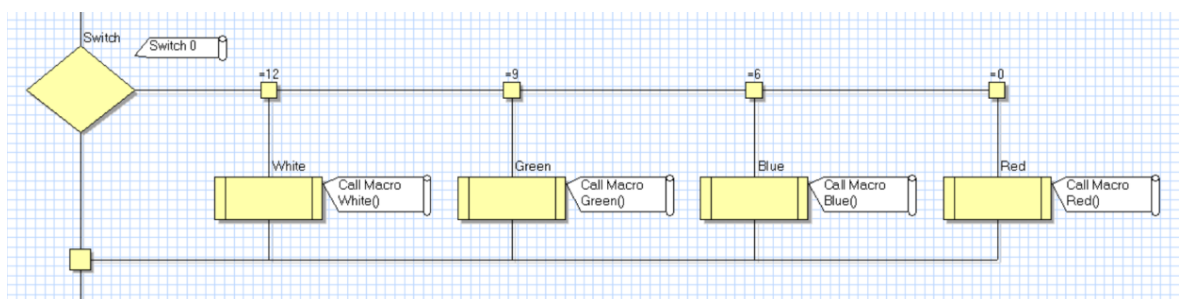 Switch
Switch 0
=12
=9
=6
=0
White
Call Macro
White()
Green
Call Macro
Green()
Blue
Call Macro
Blue()
Red
Call Macro
Red()